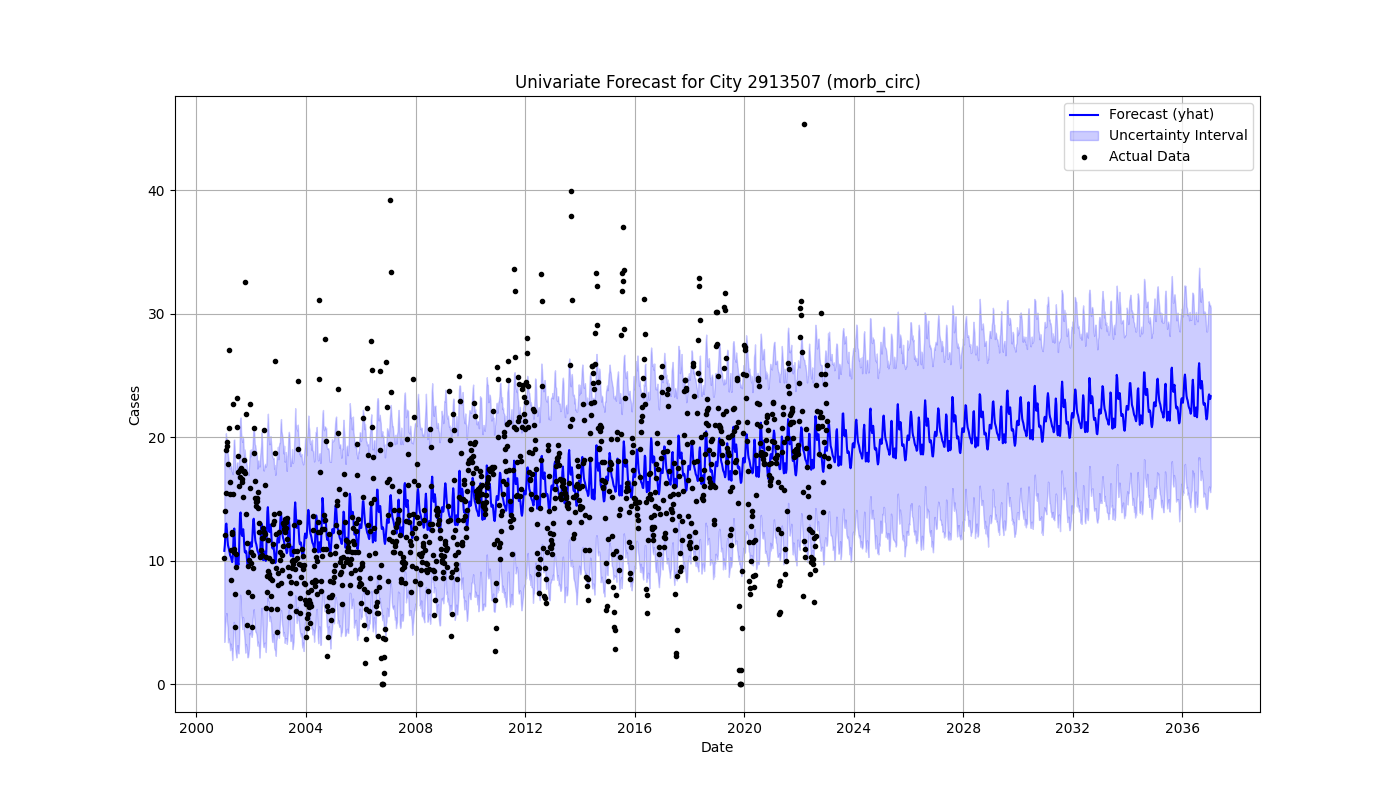 Univariate Forecast for City 2913507 (morb_circ)
Forecast (yhat)
Uncertainty Interval
Actual Data
Cases
40
30
20
10
0
2000 2004 2008 2012 2016 2020 2024 2028 2032 2036
Date